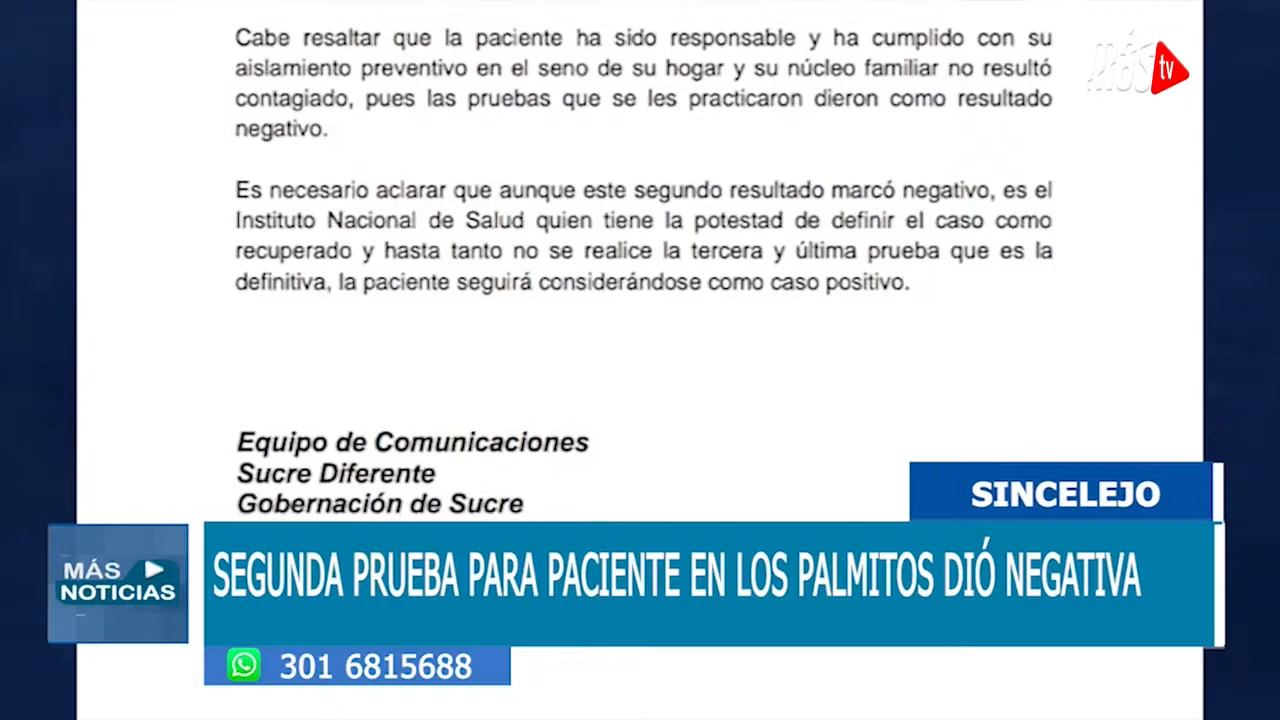 Cabe resaltar que la paciente ha sido responsable y ha cumplido con su
aislamiento preventivo en el seno de su hogar y su núcleo familiar no resultó
contagiado, pues las pruebas que se les practicaron dieron como resultado
negativo.
Es necesario aclarar que aunque este segundo resultado marcó negativo, es el
Instituto Nacional de Salud quien tiene la potestad de definir el caso como
recuperado y hasta tanto no se realice la tercera y última prueba que es la
definitiva, la paciente seguirá considerándose como caso positivo.
Equipo de Comunicaciones
Sucre Diferente
Gobernación de Sucre
MÁS tv
SINCELEJO
MÁS
NOTICIAS
SEGUNDA PRUEBA PARA PACIENTE EN LOS PALMITOS DIÓ NEGATIVA
301 6815688